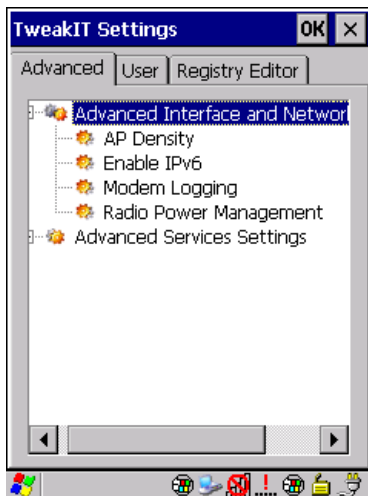 TweakIT Settings OK ×
Advanced User Registry Editor
Advanced Interface and Networ
AP Density
Enable IPv6
Modem Logging
Radio Power Management
Advanced Services Settings